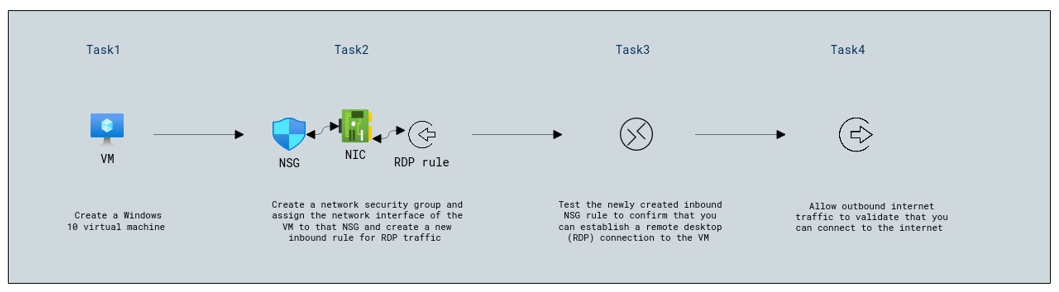 Task1
Task2
Task3
Task4
VM
NSG
NIC
RDP rule
Create a Windows
10 virtual machine
Create a network security group and
assign the network interface of the
VM to that NSG and create a new
inbound rule for RDP traffic
Test the newly created inbound
NSG rule to confirm that you
can establish a remote desktop
(RDP) connection to the VM
Allow outbound internet
traffic to validate that you
can connect to the internet